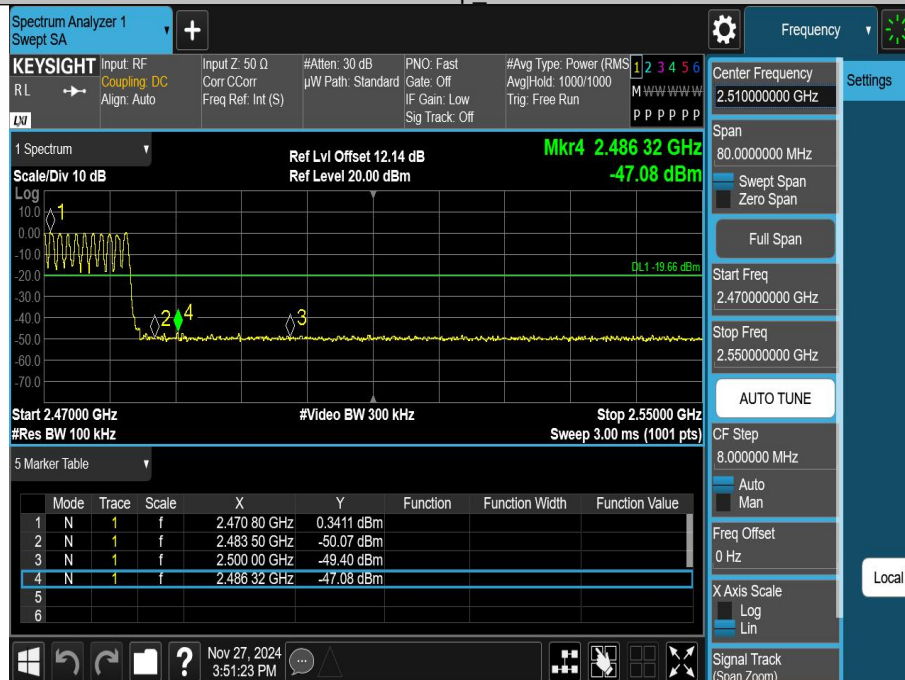 Spectrum Analyzer 1
Swept SA
+
Frequency
KEYSIGHT
RL
LXI
Input: RF
Coupling: DC
Align: Auto
Input Z: 50 Ω
Corr CCorr
Freq Ref: Int (S)
#Atten: 30 dB
µW Path: Standard
PNO: Fast
Gate: Off
IF Gain: Low
Sig Track: Off
#Avg Type: Power (RMS
Avg|Hold: 1000/1000
Trig: Free Run
1 2 3 4 5 6
M W W W W W
P P P P P P
1 Spectrum
Scale/Div 10 dB
Ref Lvl Offset 12.14 dB
Ref Level 20.00 dBm
Mkr4 2.486 32 GHz
-47.08 dBm
Log
10.0
0.00
-10.0
-20.0
-30.0
-40.0
-50.0
-60.0
-70.0
1
2
4
3
DL1 -19.66 dBm
Start 2.47000 GHz
#Video BW 300 kHz
Stop 2.55000 GHz
#Res BW 100 kHz
Sweep 3.00 ms (1001 pts)
5 Marker Table
Mode Trace Scale X Y Function Function Width Function Value
1 N 1 f 2.470 80 GHz 0.3411 dBm
2 N 1 f 2.483 50 GHz -50.07 dBm
3 N 1 f 2.500 00 GHz -49.40 dBm
4 N 1 f 2.486 32 GHz -47.08 dBm
5
6
?
Nov 27, 2024
3:51:23 PM
Center Frequency
2.510000000 GHz
Settings
Span
80.0000000 MHz
Swept Span
Zero Span
Full Span
Start Freq
2.470000000 GHz
Stop Freq
2.550000000 GHz
AUTO TUNE
CF Step
8.000000 MHz
Auto
Man
Freq Offset
0 Hz
Local
X Axis Scale
Log
Lin
Signal Track
(Span Zoom)